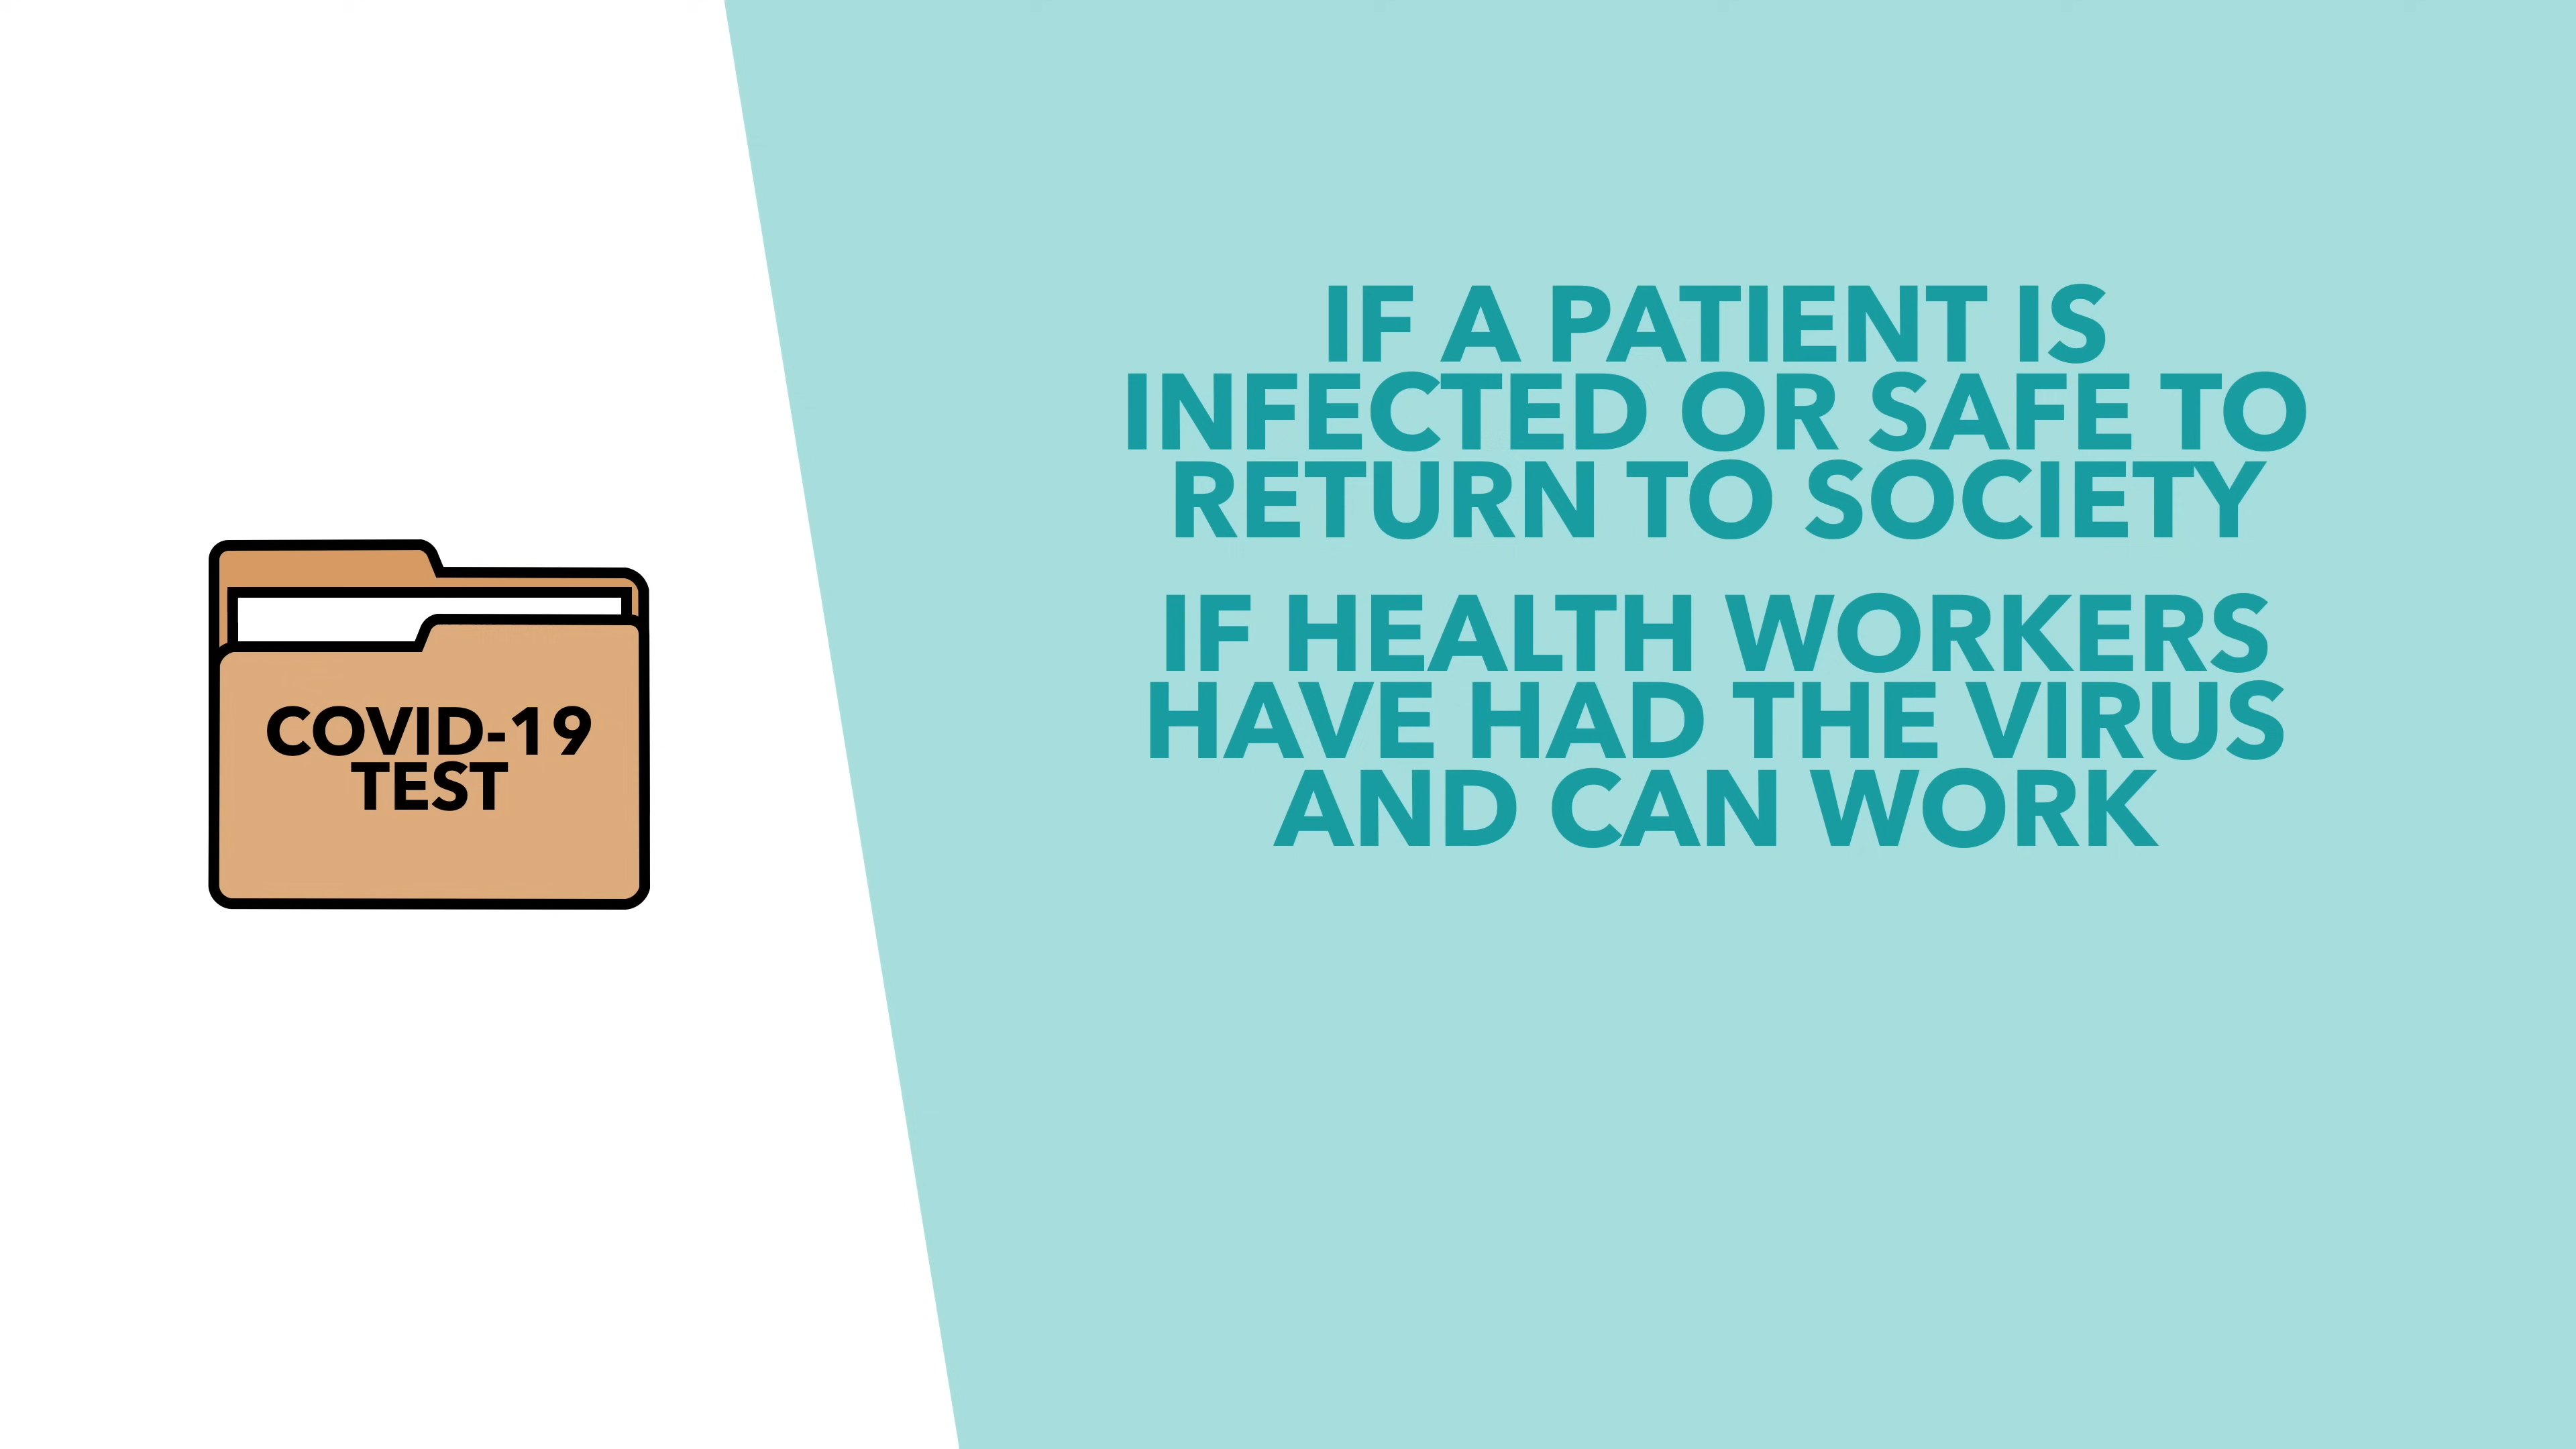 COVID-19
TEST
IF A PATIENT IS
INFECTED OR SAFE TO
RETURN TO SOCIETY
IF HEALTH WORKERS
HAVE HAD THE VIRUS
AND CAN WORK